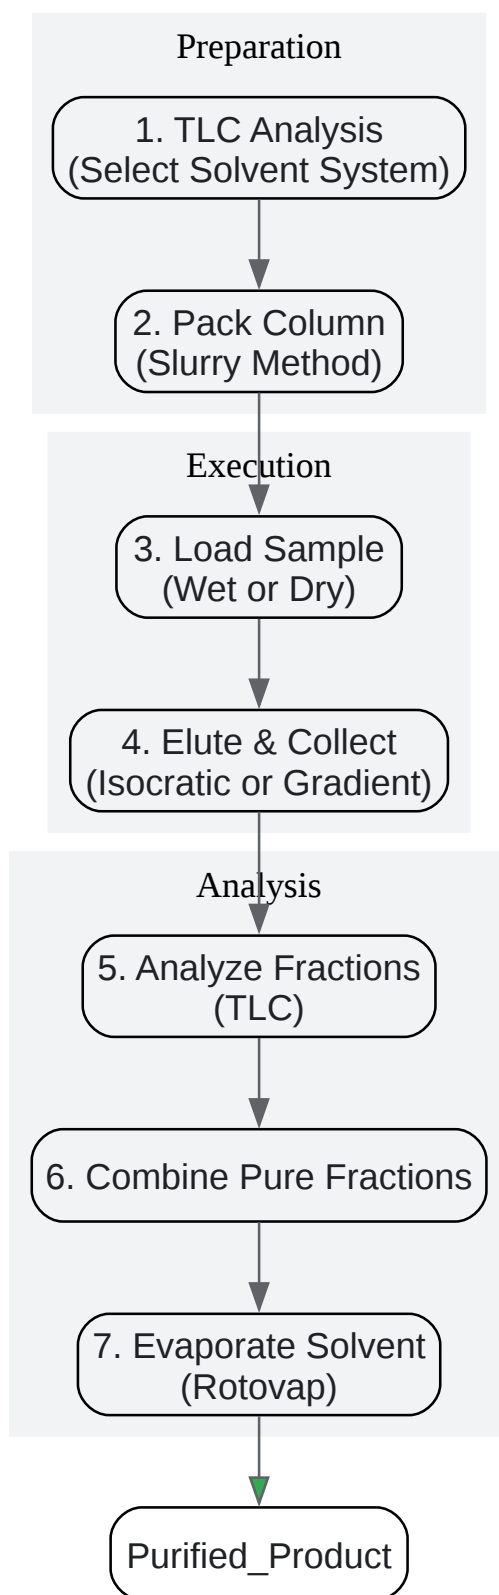 Preparation
1. TLC Analysis
(Select Solvent System)
2. Pack Column
(Slurry Method)
Execution
3. Load Sample
(Wet or Dry)
4. Elute & Collect
(Isocratic or Gradient)
Analysis
5. Analyze Fractions
(TLC)
6. Combine Pure Fractions
7. Evaporate Solvent
(Rotovap)
Purified_Product